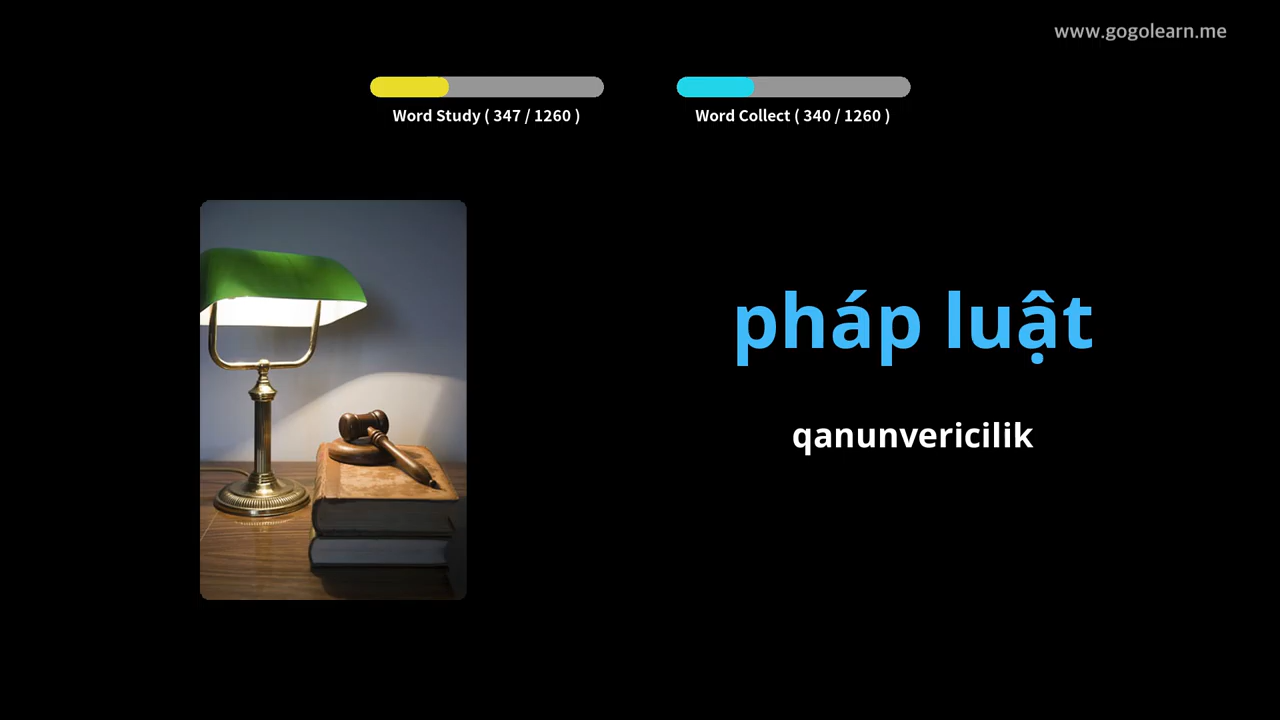 www.gogolearn.me
Word Study ( 347 / 1260 )
Word Collect ( 340 / 1260 )
pháp luật
qanunvericilik